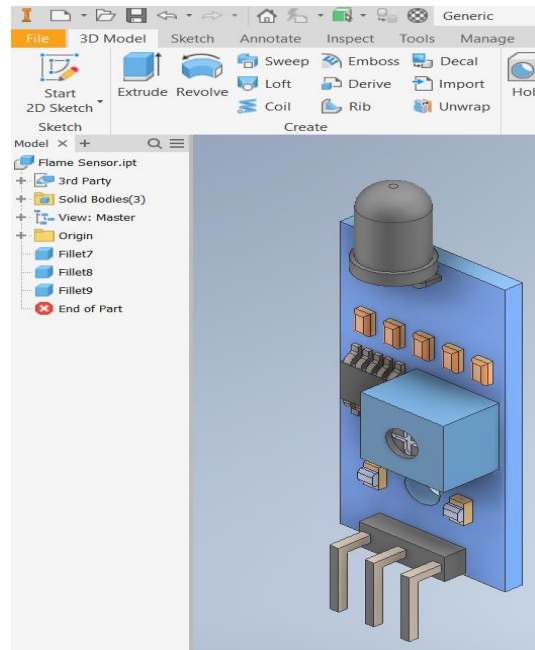 Generic
File 3D Model Sketch Annotate Inspect Tools Manage
Start
2D Sketch
Extrude Revolve
Sweep Emboss Decal
Loft Derive Import
Coil Rib Unwrap
Hol
Sketch Create
Model × +
Flame Sensor.ipt
3rd Party
Solid Bodies(3)
View: Master
Origin
Fillet7
Fillet8
Fillet9
End of Part